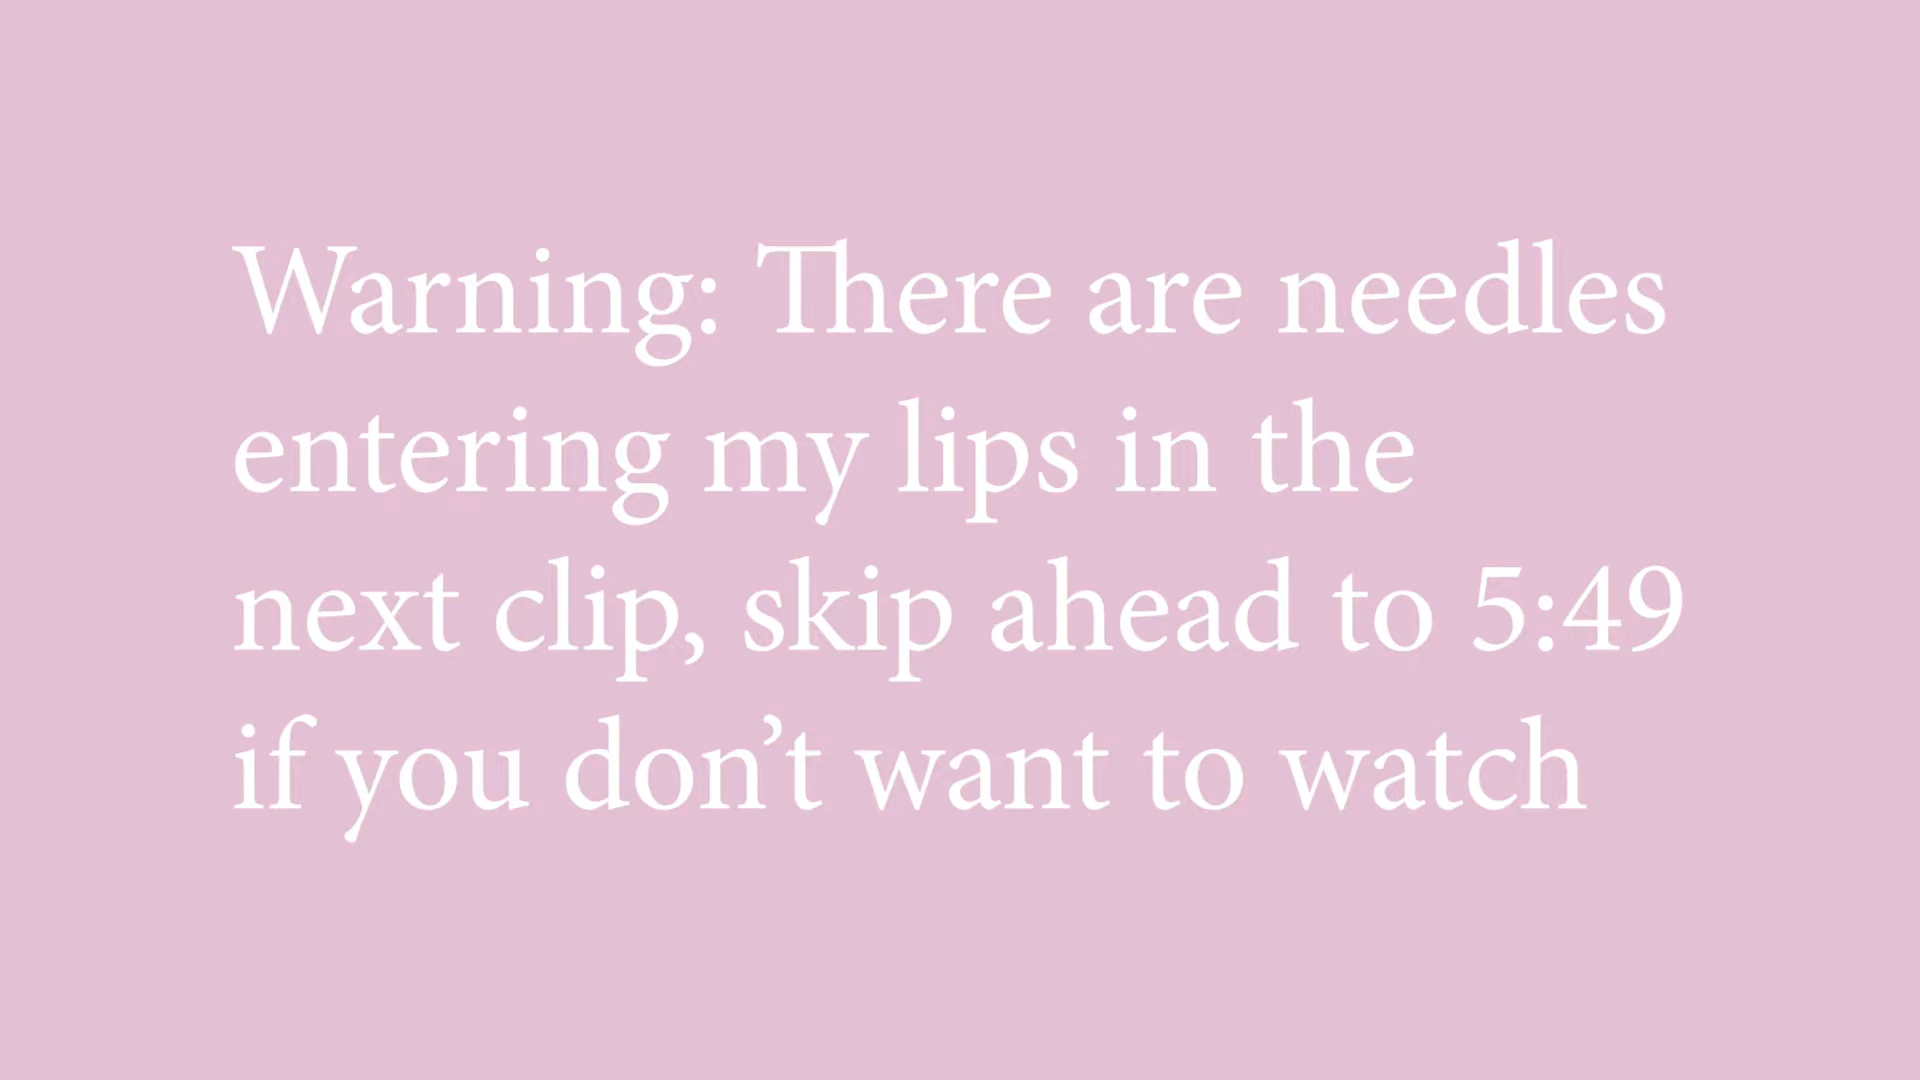 Warning: There are needles
entering my lips in the
next clip, skip ahead to 5:49
if you don’t want to watch